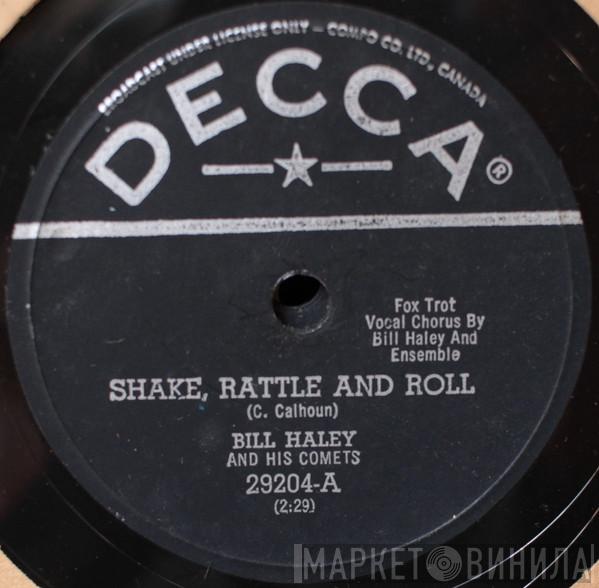 BROADCAST UNDER LICENSE ONLY – COMPO CO. LTD., CANADA
DECCA®
Fox Trot
Vocal Chorus By
Bill Haley And
Ensemble
SHAKE, RATTLE AND ROLL
(C. Calhoun)
BILL HALEY
AND HIS COMETS
29204-A
(2:29)
МАРКЕТ ВИНИЛА